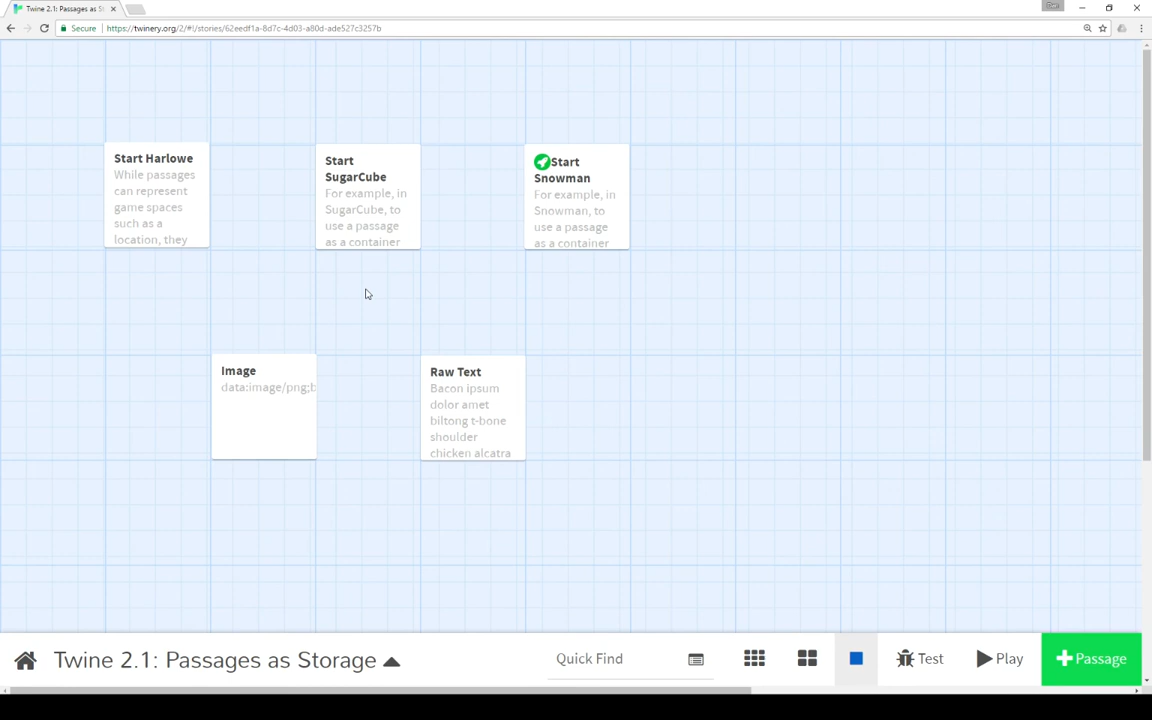 Twine 2.1: Passages as St
Secure
https://twinery.org/2/#!/stories/62eedf1a-8d7c-4d03-a80d-ade527c3257b
Start Harlowe
While passages
can represent
game spaces
such as a
location, they
Start
SugarCube
For example, in
SugarCube, to
use a passage
as a container
Start
Snowman
For example, in
Snowman, to
use a passage
as a container
Image
data:image/png;b
Raw Text
Bacon ipsum
dolor amet
biltong t-bone
shoulder
chicken alcatra
Twine 2.1: Passages as Storage
Quick Find
Test
Play
Passage